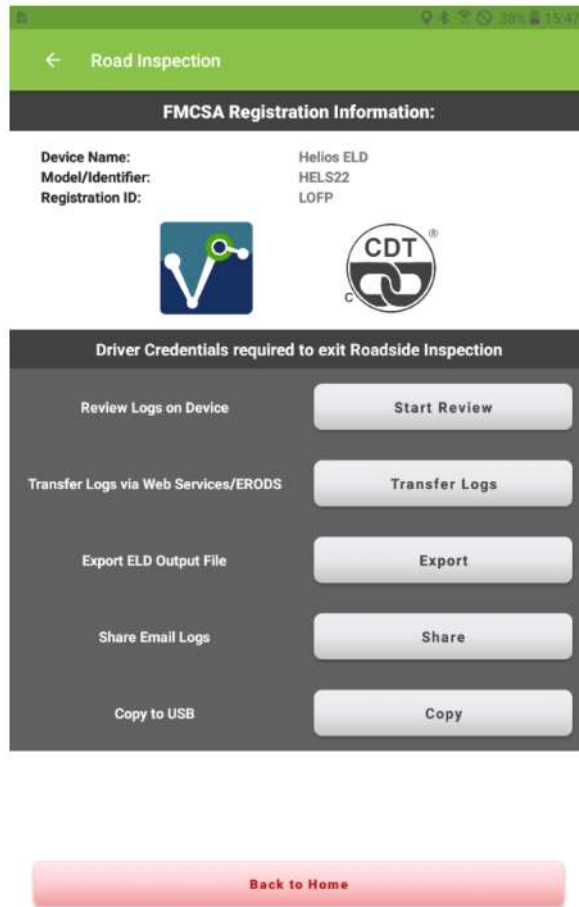 38% 15:47
Road Inspection
FMCSA Registration Information:
Device Name: Helios ELD
Model/Identifier: HELS22
Registration ID: LOFP
CDT ®
C
Driver Credentials required to exit Roadside Inspection
Review Logs on Device Start Review
Transfer Logs via Web Services/ERODS Transfer Logs
Export ELD Output File Export
Share Email Logs Share
Copy to USB Copy
Back to Home